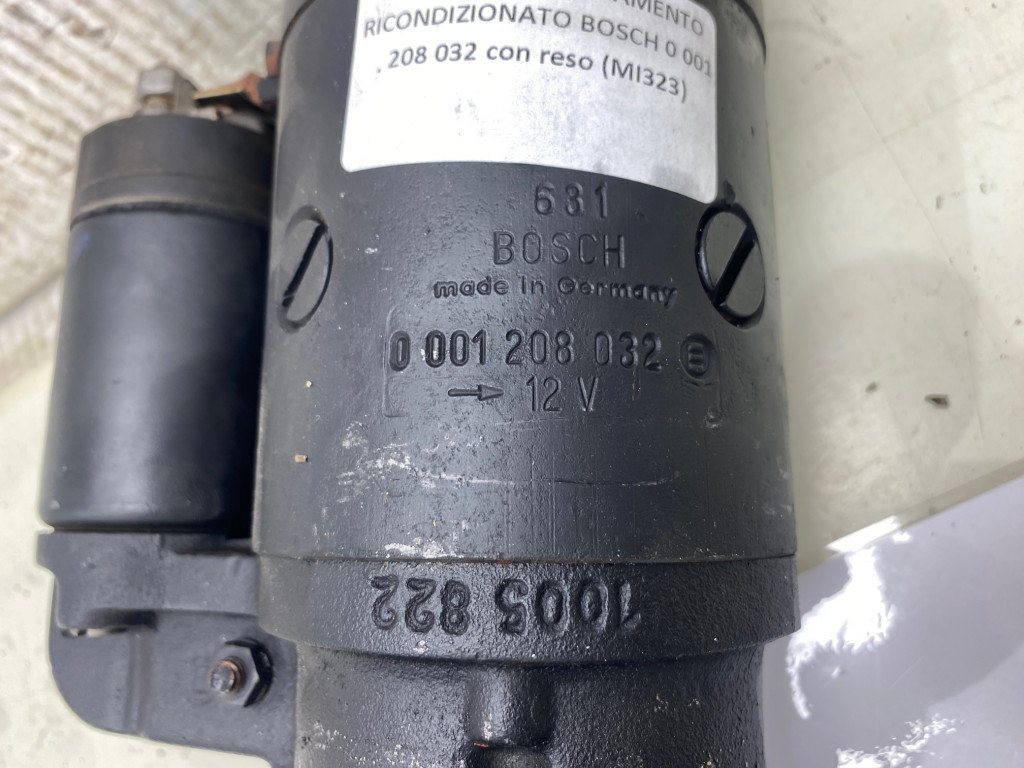 RICONDIZIONATO BOSCH 0 001
208 032 con reso (MI323)
631
BOSCH
made in Germany
0 001 208 032
12 V
1005 822